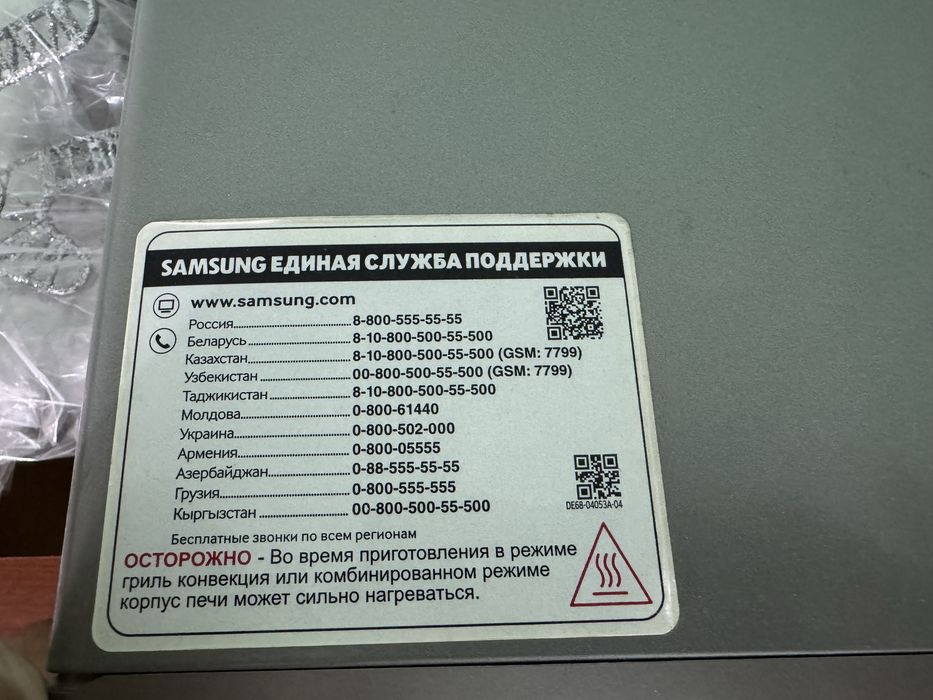 SAMSUNG ЕДИНАЯ СЛУЖБА ПОДДЕРЖКИ
www.samsung.com
Россия.......................... 8-800-555-55-55
Беларусь........................ 8-10-800-500-55-500
Казахстан....................... 8-10-800-500-55-500 (GSM: 7799)
Узбекистан...................... 00-800-500-55-500 (GSM: 7799)
Таджикистан..................... 8-10-800-500-55-500
Молдова......................... 0-800-61440
Украина......................... 0-800-502-000
Армения......................... 0-800-05555
Азербайджан..................... 0-88-555-55-55
Грузия.......................... 0-800-555-555
Кыргызстан...................... 00-800-500-55-500
DE68-04053A-04
Бесплатные звонки по всем регионам
ОСТОРОЖНО - Во время приготовления в режиме
гриль конвекция или комбинированном режиме
корпус печи может сильно нагреваться.